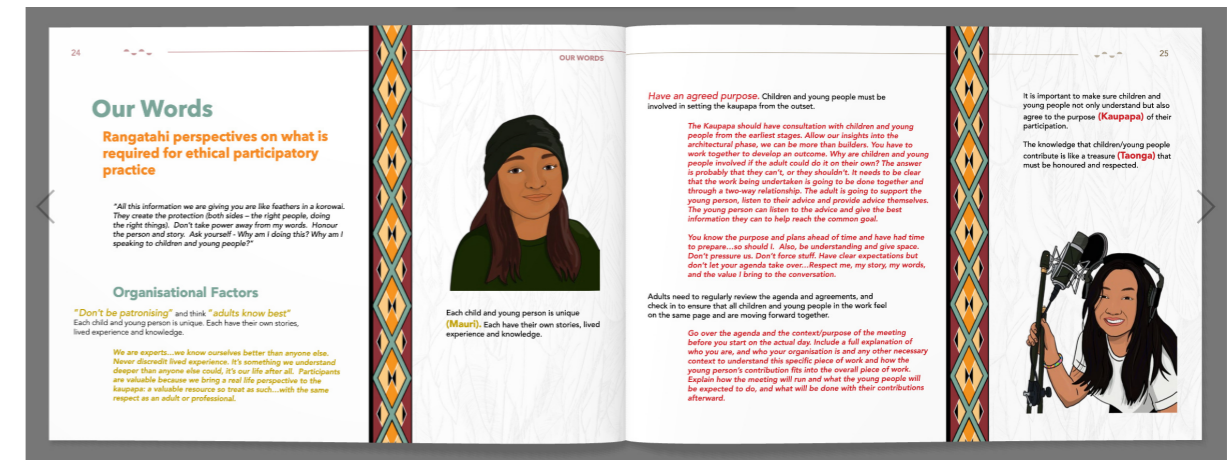 24
OUR WORDS
Our Words
Rangatahi perspectives on what is
required for ethical participatory
practice
"All this information we are giving you are like feathers in a korowai.
They create the protection (both sides – the right people, doing
the right things). Don't take power away from my words. Honour
the person and story. Ask yourself - Why am I doing this? Why am I
speaking to children and young people?"
Organisational Factors
"Don't be patronising" and think "adults know best"
Each child and young person is unique. Each have their own stories,
lived experience and knowledge.
We are experts...we know ourselves better than anyone else.
Never discredit lived experience. It's something we understand
deeper than anyone else could, it's our life after all. Participants
are valuable because we bring a real life perspective to the
kaupapa: a valuable resource so treat as such...with the same
respect as an adult or professional.
Each child and young person is unique
(Mauri). Each have their own stories, lived
experience and knowledge.
Have an agreed purpose. Children and young people must be
involved in setting the kaupapa from the outset.
The Kaupapa should have consultation with children and young
people from the earliest stages. Allow our insights into the
architectural phase, we can be more than builders. You have to
work together to develop an outcome. Why are children and young
people involved if the adult could do it on their own? The answer
is probably that they can't, or they shouldn't. It needs to be clear
that the work being undertaken is going to be done together and
through a two-way relationship. The adult is going to support the
young person, listen to their advice and provide advice themselves.
The young person can listen to the advice and give the best
information they can to help reach the common goal.
You know the purpose and plans ahead of time and have had time
to prepare...so should I. Also, be understanding and give space.
Don't pressure us. Don't force stuff. Have clear expectations but
don't let your agenda take over...Respect me, my story, my words,
and the value I bring to the conversation.
Adults need to regularly review the agenda and agreements, and
check in to ensure that all children and young people in the work feel
on the same page and are moving forward together.
Go over the agenda and the context/purpose of the meeting
before you start on the actual day. Include a full explanation of
who you are, and who your organisation is and any other necessary
context to understand this specific piece of work and how the
young person's contribution fits into the overall piece of work.
Explain how the meeting will run and what the young people will
be expected to do, and what will be done with their contributions
afterward.
25
It is important to make sure children and
young people not only understand but also
agree to the purpose (Kaupapa) of their
participation.
The knowledge that children/young people
contribute is like a treasure (Taonga) that
must be honoured and respected.